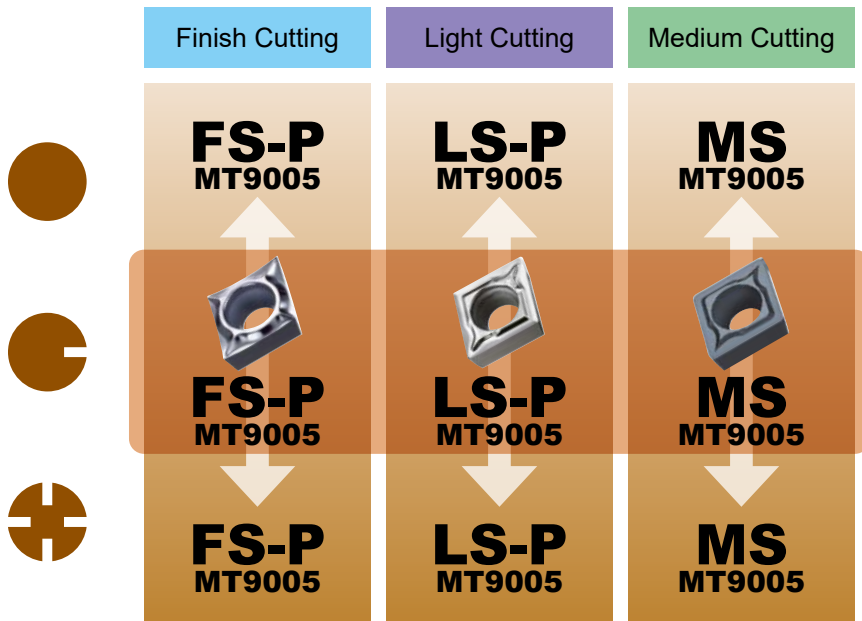 Finish Cutting
Light Cutting
Medium Cutting
FS-P
MT9005
LS-P
MT9005
MS
MT9005
FS-P
MT9005
LS-P
MT9005
MS
MT9005
FS-P
MT9005
LS-P
MT9005
MS
MT9005